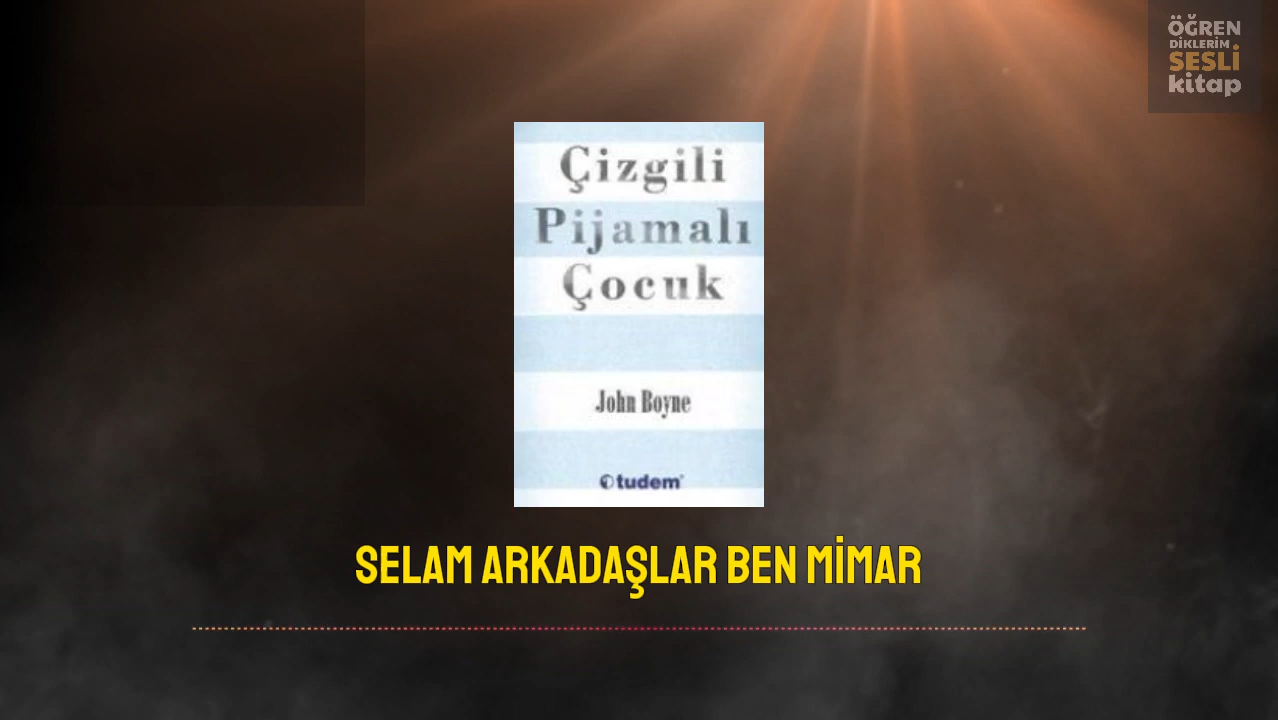 ÖĞREN
DİKLERİM
SESLİ
kitap
Çizgili
Pijamalı
Çocuk
John Boyne
tudem
SELAM ARKADAŞLAR BEN MİMAR